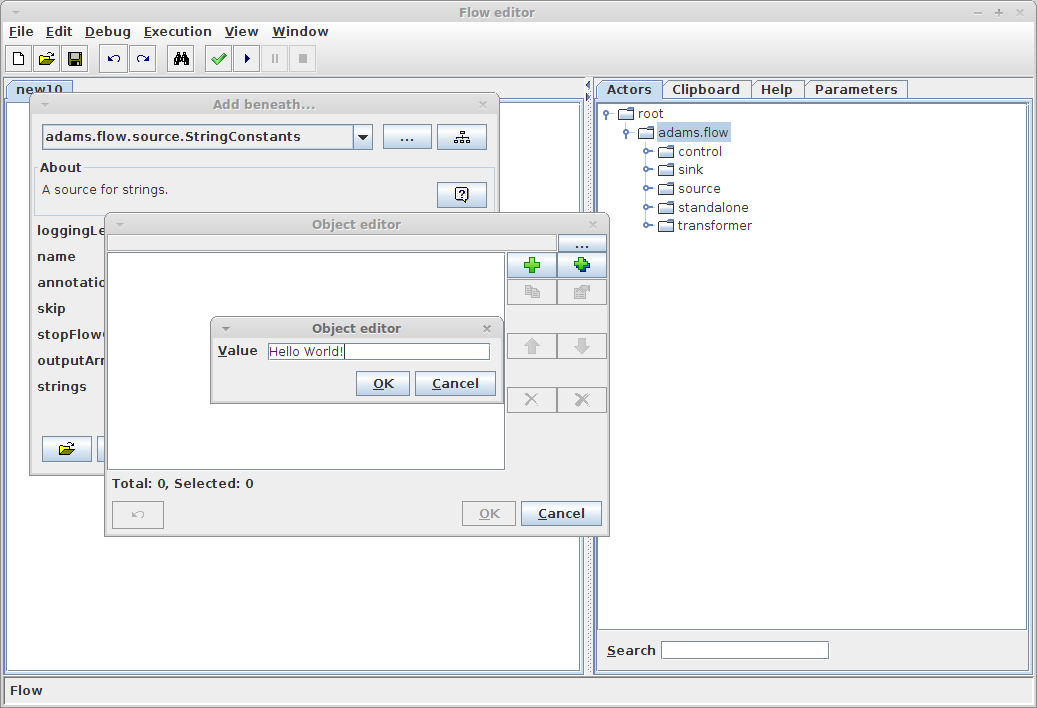 Flow editor
File Edit Debug Execution View Window
new10
Add beneath...
adams.flow.source.StringConstants
...
About
A source for strings.
loggingLe
name
annotatio
skip
stopFlow
outputArr
strings
Object editor
...
Object editor
Value Hello World!
OK Cancel
Total: 0, Selected: 0
OK Cancel
Actors Clipboard Help Parameters
root
adams.flow
control
sink
source
standalone
transformer
Search
Flow